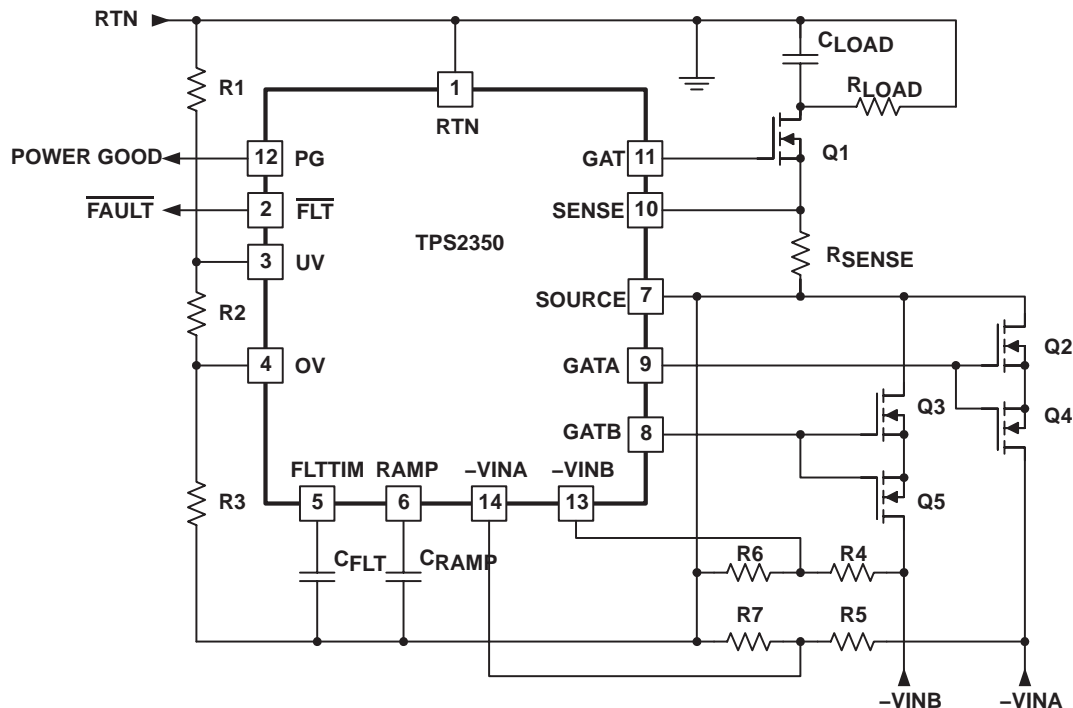 RTN
CLOAD
RLOAD
R1
1
RTN
POWER GOOD
12
PG
GAT
11
Q1
FAULT
2
FLT
SENSE
10
TPS2350
3
UV
RSENSE
R2
SOURCE
7
4
OV
GATA
9
Q2
Q3
Q4
GATB
8
FLTTIM
RAMP
–VINA
–VINB
R3
5
6
14
13
Q5
CFLT
CRAMP
R6
R4
R7
R5
–VINB
–VINA